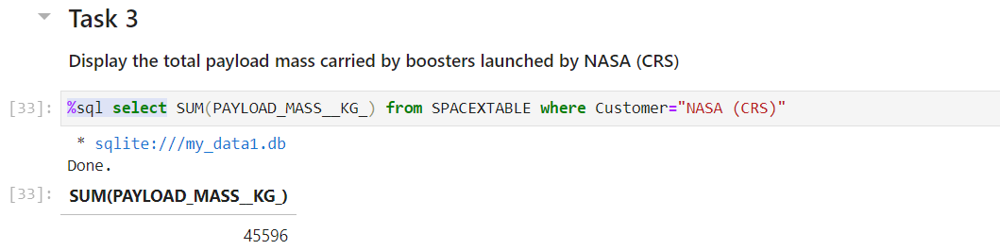 Task 3
Display the total payload mass carried by boosters launched by NASA (CRS)
[33]: %sql select SUM(PAYLOAD_MASS__KG_) from SPACEXTABLE where Customer="NASA (CRS)"
* sqlite:///my_data1.db
Done.
[33]: SUM(PAYLOAD_MASS__KG_)
45596